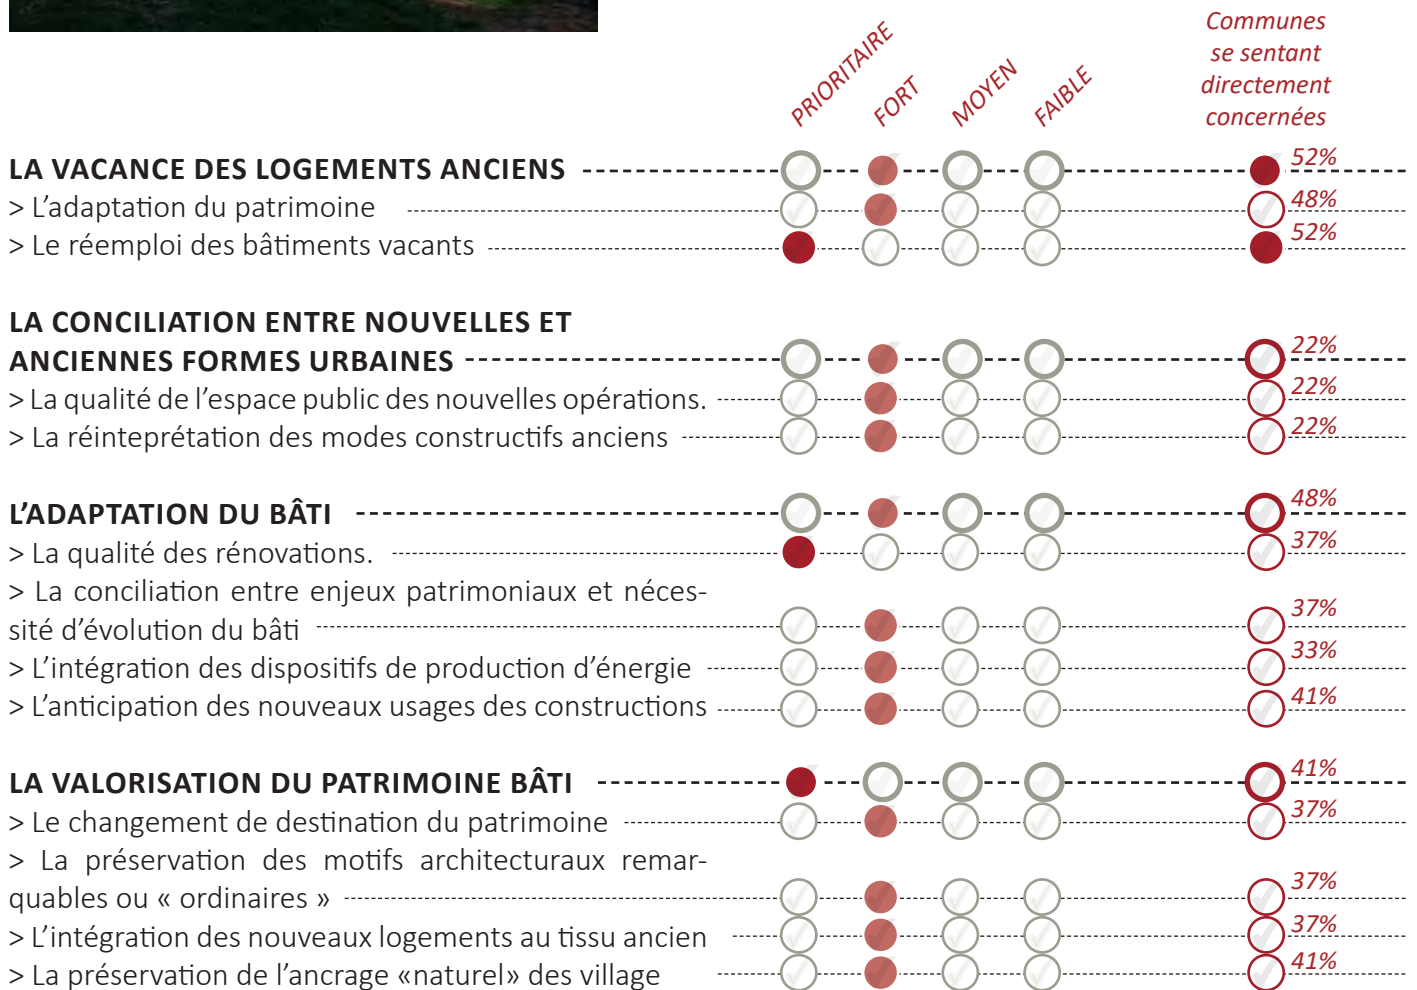 Communes
se sentant
directement
concernées
PRIORITAIRE FORT MOYEN FAIBLE
LA VACANCE DES LOGEMENTS ANCIENS 52%
> L’adaptation du patrimoine 48%
> Le réemploi des bâtiments vacants 52%
LA CONCILIATION ENTRE NOUVELLES ET
ANCIENNES FORMES URBAINES 22%
> La qualité de l’espace public des nouvelles opérations. 22%
> La réinteprétation des modes constructifs anciens 22%
L’ADAPTATION DU BÂTI 48%
> La qualité des rénovations. 37%
> La conciliation entre enjeux patrimoniaux et néces-
sité d’évolution du bâti 37%
> L’intégration des dispositifs de production d’énergie 33%
> L’anticipation des nouveaux usages des constructions 41%
LA VALORISATION DU PATRIMOINE BÂTI 41%
> Le changement de destination du patrimoine 37%
> La préservation des motifs architecturaux remar-
quables ou « ordinaires » 37%
> L’intégration des nouveaux logements au tissu ancien 37%
> La préservation de l’ancrage «naturel» des village 41%